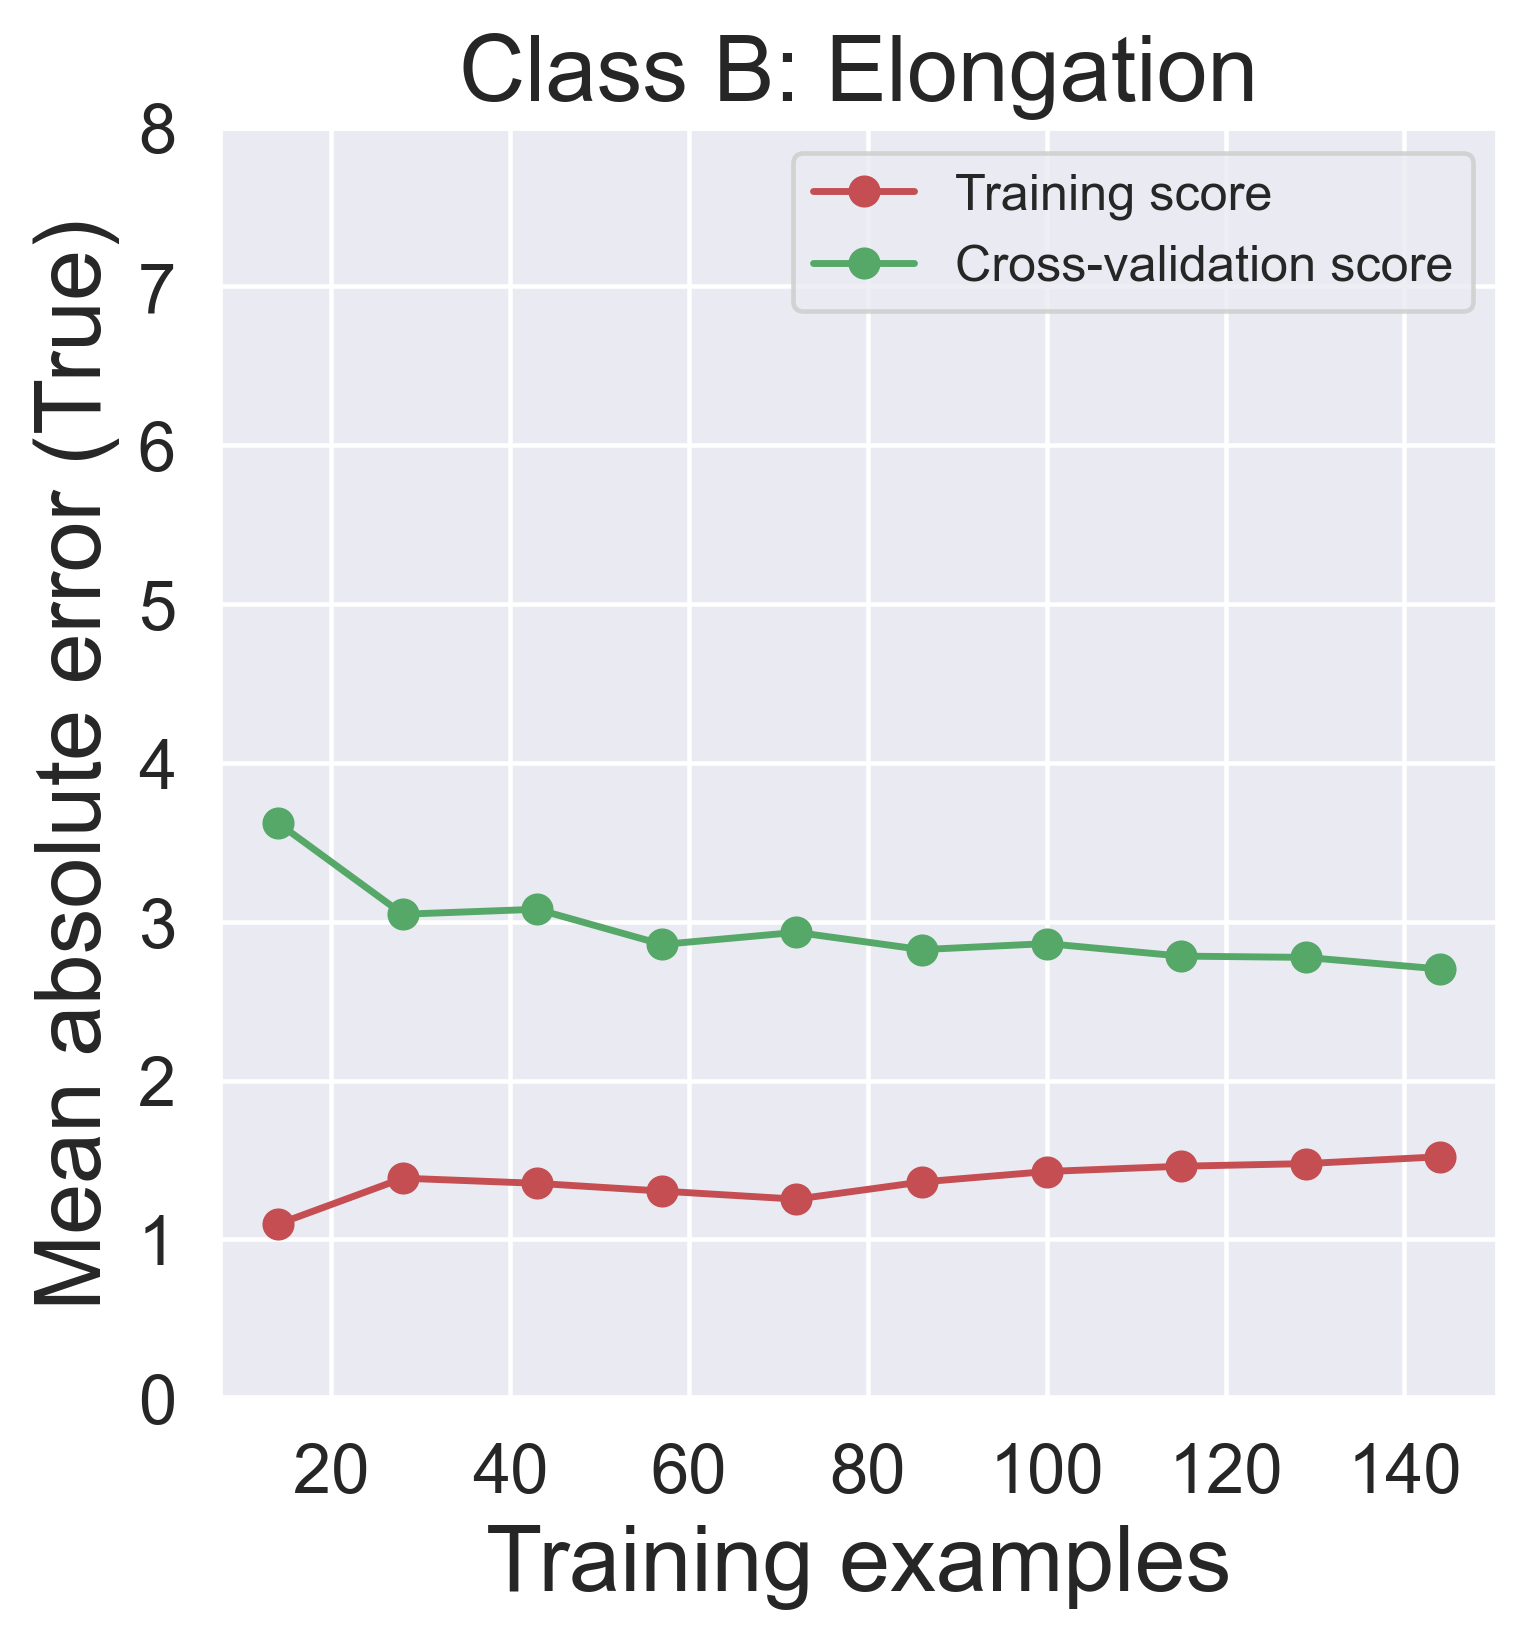 Class B: Elongation
Training score
Cross-validation score
Mean absolute error (True)
8
7
6
5
4
3
2
1
0
20 40 60 80 100 120 140
Training examples